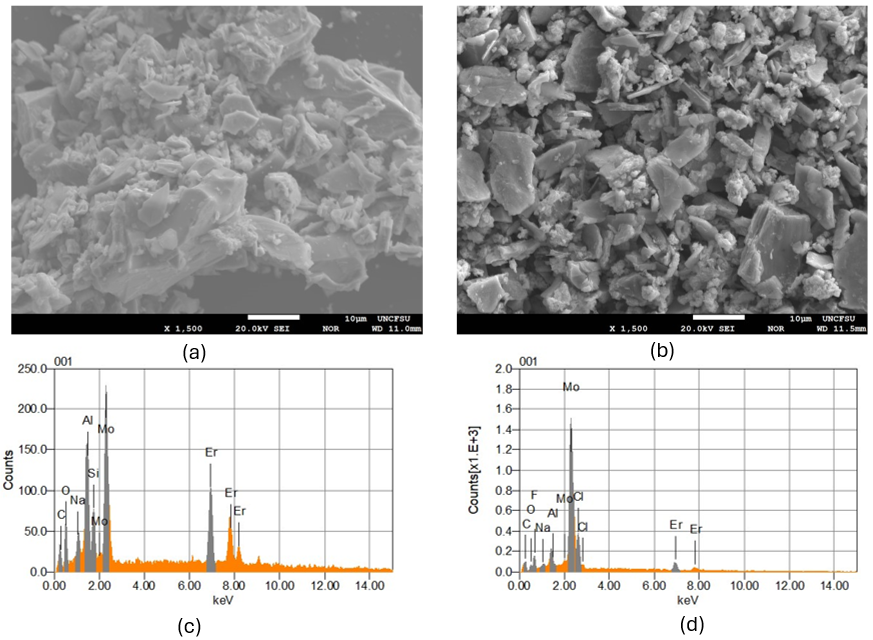 10µm UNCFSU
X 1,500 20.0kV SEI NOR WD 11.0mm
10µm UNCFSU
X 1,500 20.0kV SEI NOR WD 11.5mm
(a)
(b)
250.0
001
200.0
150.0
100.0
50.0
0.0
Counts
C
O
Na
Al
Si
Mo
Mo
Er
Er
Er
0.00 2.00 4.00 6.00 8.00 10.00 12.00 14.00
keV
(c)
2.0
001
1.8
1.6
1.4
1.2
1.0
0.8
0.6
0.4
0.2
0.0
Counts[x1.E+3]
C
O
F
Na
Al
Mo
Mo
Cl
Cl
Er
Er
0.00 2.00 4.00 6.00 8.00 10.00 12.00 14.00
keV
(d)